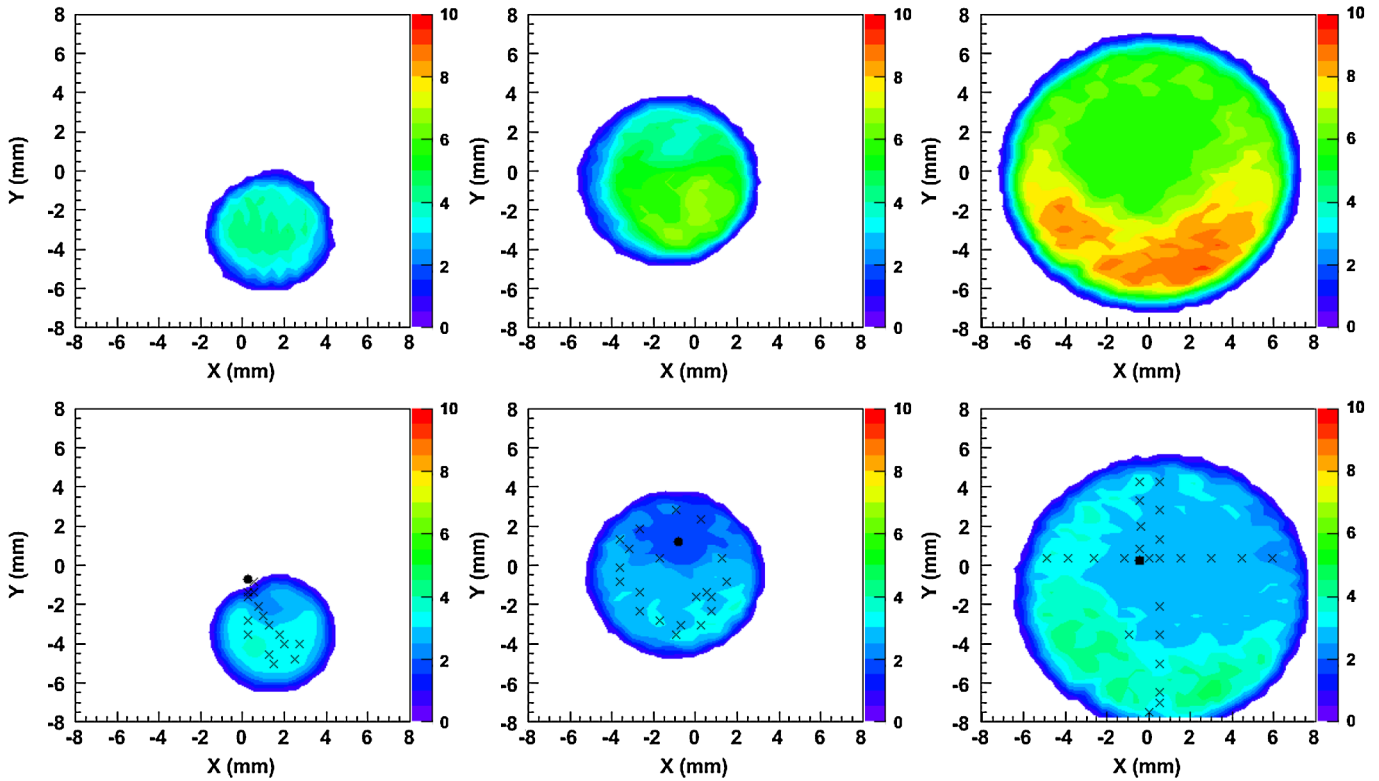 8 10 8 10 8 10
6 8 6 8 6 8
4 4 4
2 6 2 6 2 6
Y (mm) 0 Y (mm) 0 Y (mm) 0
-2 4 -2 4 -2 4
-4 -4 -4
-6 2 -6 2 -6 2
-8 0 -8 0 -8 0
-8 -6 -4 -2 0 2 4 6 8 -8 -6 -4 -2 0 2 4 6 8 -8 -6 -4 -2 0 2 4 6 8
X (mm) X (mm) X (mm)
8 10 8 10 8 10
6 8 6 8 6 8
4 4 4
2 6 2 6 2 6
Y (mm) 0 Y (mm) 0 Y (mm) 0
-2 4 -2 4 -2 4
-4 -4 -4
-6 2 -6 2 -6 2
-8 0 -8 0 -8 0
-8 -6 -4 -2 0 2 4 6 8 -8 -6 -4 -2 0 2 4 6 8 -8 -6 -4 -2 0 2 4 6 8
X (mm) X (mm) X (mm)